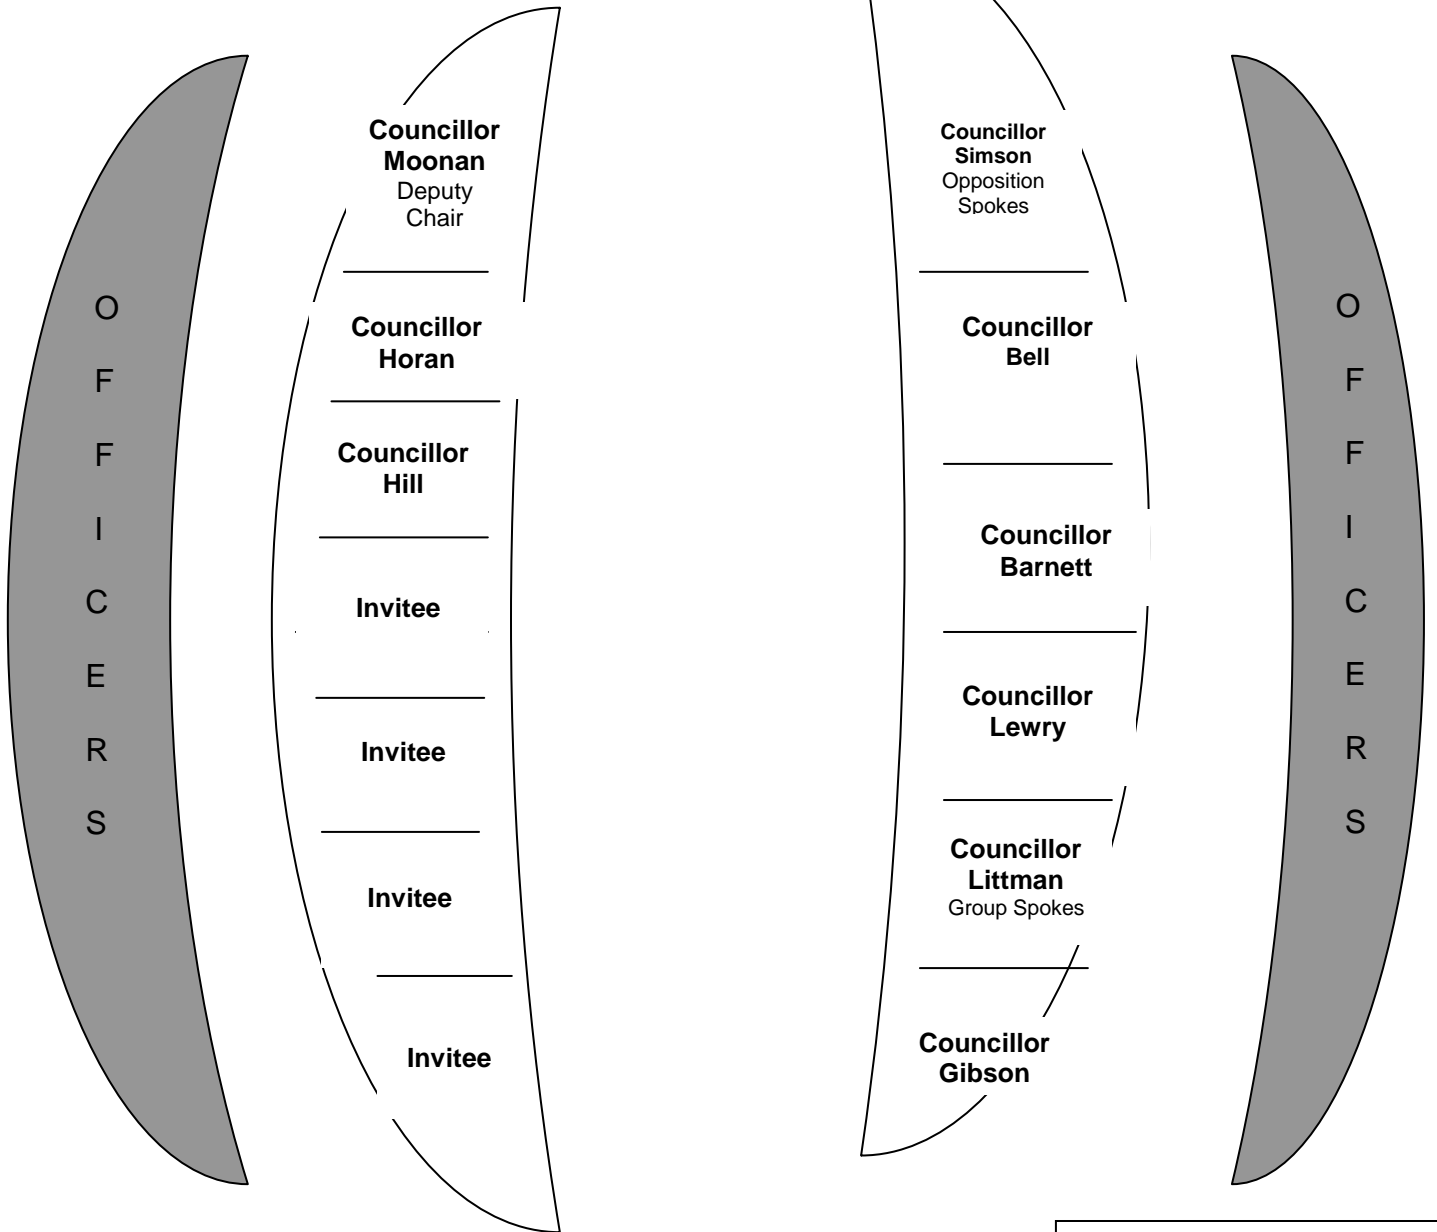 O
F
F
I
C
E
R
S
Councillor
Moonan
Deputy
Chair
Councillor
Horan
Councillor
Hill
Invitee
Invitee
Invitee
Invitee
Councillor
Simson
Opposition
Spokes
Councillor
Bell
Councillor
Barnett
Councillor
Lewry
Councillor
Littman
Group Spokes
Councillor
Gibson
O
F
F
I
C
E
R
S